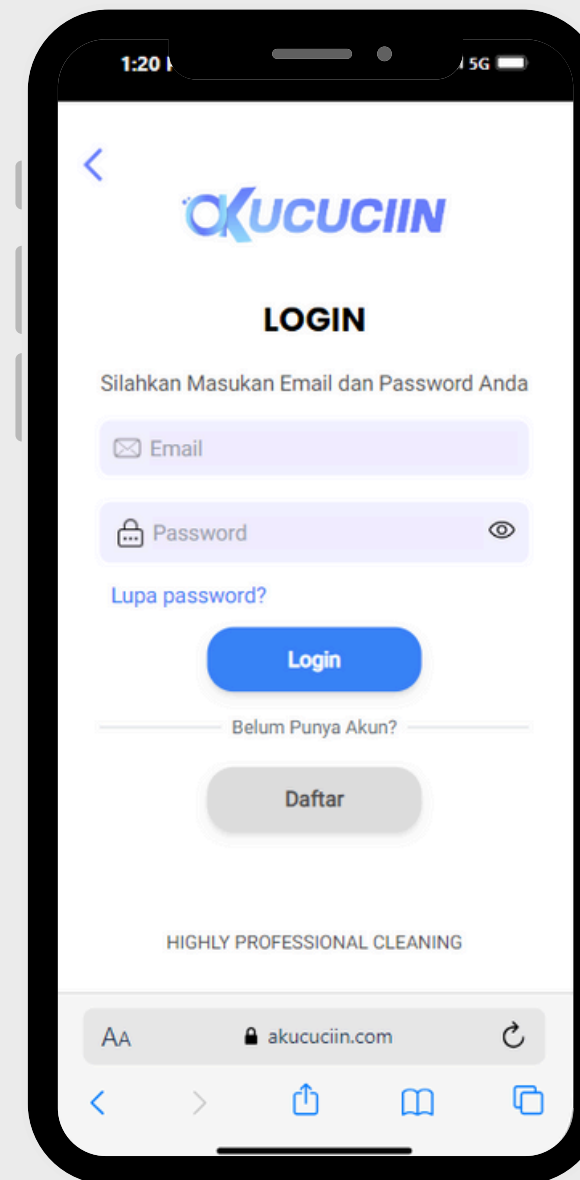 1:20
5G
AKUCUCIIN
LOGIN
Silahkan Masukan Email dan Password Anda
Email
Password
Lupa password?
Login
Belum Punya Akun?
Daftar
HIGHLY PROFESSIONAL CLEANING
AA
akucuciin.com